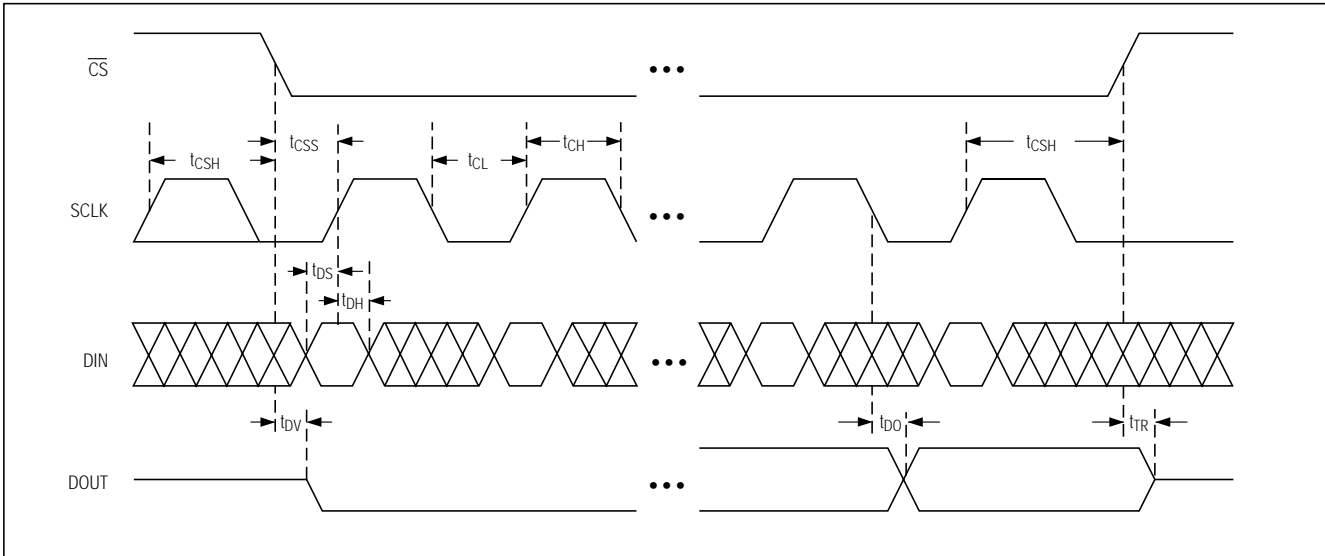 CS
tCSH
tCSS
tCL
tCH
tCSH
SCLK
tDS
tDH
DIN
tDV
tDO
tTR
DOUT